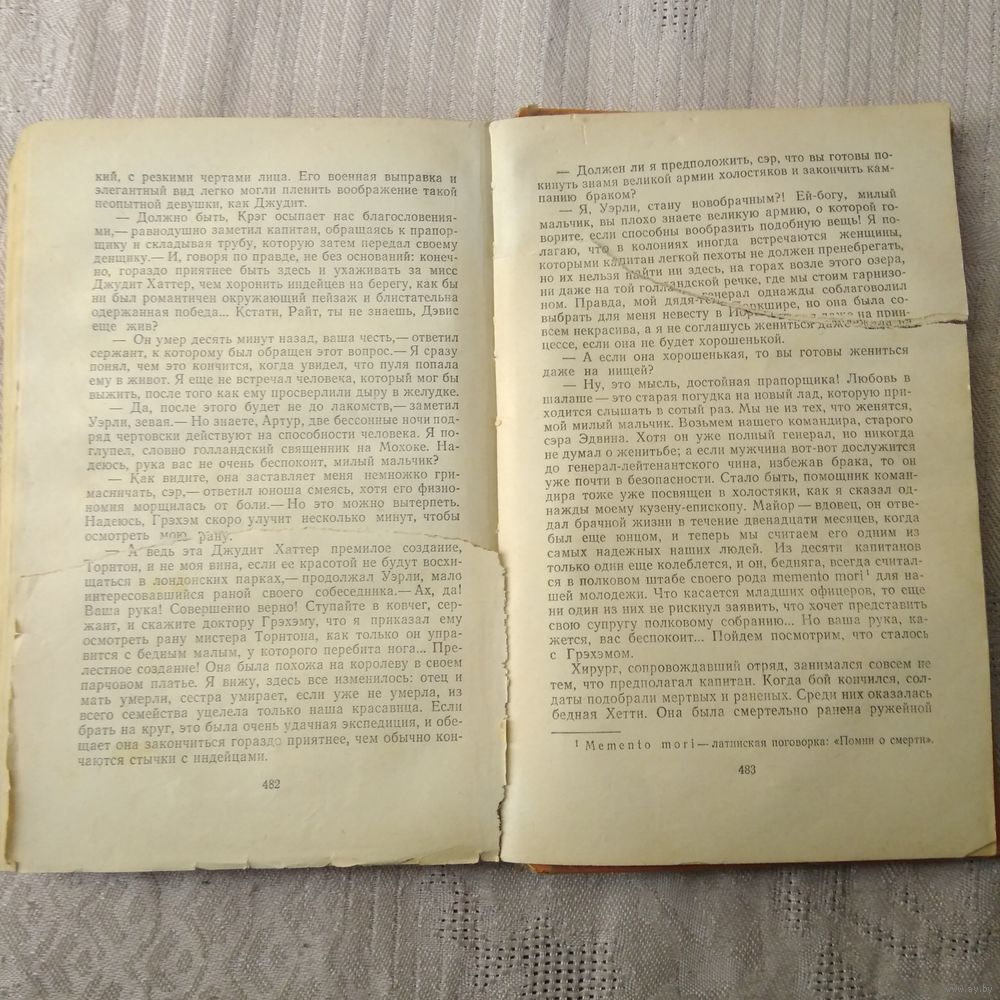 кий, с резкими чертами лица. Его военная выправка и
элегантный вид легко могли пленить воображение такой
неопытной девушки, как Джудит.
— Должно быть, Крэг осыпает нас благословения-
ми,— равнодушно заметил капитан, обращаясь к прапор-
щику и складывая трубу, которую затем передал своему
денщику.— И, говоря по правде, не без оснований: конеч-
но, гораздо приятнее быть здесь и ухаживать за мисс
Джудит Хаттер, чем хоронить индейцев на берегу, как бы
ни был романтичен окружающий пейзаж и блистательна
одержанная победа... Кстати, Райт, ты не знаешь, Дэвис
еще жив?
— Он умер десять минут назад, ваша честь,— ответил
сержант, к которому был обращен этот вопрос.— Я сразу
понял, чем это кончится, когда увидел, что пуля попала
ему в живот. Я еще не встречал человека, который мог бы
выжить, после того как ему просверлили дыру в желудке.
— Да, после этого будет не до лакомств,— заметил
Уэрли, зевая.— Но знаете, Артур, две бессонные ночи под-
ряд чертовски действуют на способности человека. Я по-
глупел, словно голландский священник на Мохоке. На-
деюсь, рука вас не очень беспокоит, милый мальчик?
— Как видите, она заставляет меня немножко гри-
масничать, сэр,— ответил юноша смеясь, хотя его физио-
номия морщилась от боли.— Но это можно вытерпеть.
Надеюсь, Грэхэм скоро улучит несколько минут, чтобы
осмотреть мою рану.
— А ведь эта Джудит Хаттер премилое создание,
Торнтон, и не моя вина, если ее красотой не будут восхи-
щаться в лондонских парках,— продолжал Уэрли, мало
интересовавшийся раной своего собеседника.— Ах, да!
Ваша рука! Совершенно верно! Ступайте в ковчег, сер-
жант, и скажите доктору Грэхэму, что я приказал ему
осмотреть рану мистера Торнтона, как только он упра-
вится с бедным малым, у которого перебита нога... Пре-
лестное создание! Она была похожа на королеву в своем
парчовом платье. Я вижу, здесь все изменилось: отец и
мать умерли, сестра умирает, если уже не умерла, из
всего семейства уцелела только наша красавица. Если
брать на круг, это была очень удачная экспедиция, и обе-
щает она закончиться гораздо приятнее, чем обычно кон-
чаются стычки с индейцами.
482
— Должен ли я предположить, сэр, что вы готовы по-
кинуть знамя великой армии холостяков и закончить кам-
панию браком?
— Я, Уэрли, стану новобрачным?! Ей-богу, милый
мальчик, вы плохо знаете великую армию, о которой го-
ворите, если способны вообразить подобную вещь! Я по-
лагаю, что в колониях иногда встречаются женщины,
которыми капитан легкой пехоты не должен пренебрегать,
но их нельзя найти ни здесь, на горах возле этого озера,
ни даже на той голландской речке, где мы стоим гарнизо-
ном. Правда, мой дядя-генерал однажды соблаговолил
выбрать для меня невесту в Йоркшире, но она была со-
всем некрасива, а я не соглашусь жениться даже на прин-
цессе, если она не будет хорошенькой.
— А если она хорошенькая, то вы готовы жениться
даже на нищей?
— Ну, это мысль, достойная прапорщика! Любовь в
шалаше — это старая погудка на новый лад, которую при-
ходится слышать в сотый раз. Мы не из тех, что женятся,
мой милый мальчик. Возьмем нашего командира, старого
сэра Эдвина. Хотя он уже полный генерал, но никогда
не думал о женитьбе; а если мужчина вот-вот дослужится
до генерал-лейтенантского чина, избежав брака, то он
уже почти в безопасности. Стало быть, помощник коман-
дира тоже уже посвящен в холостяки, как я сказал од-
нажды моему кузену-епископу. Майор — вдовец, он отве-
дал брачной жизни в течение двенадцати месяцев, когда
был еще юнцом, и теперь мы считаем его одним из
самых надежных наших людей. Из десяти капитанов
только один еще колеблется, и он, бедняга, всегда считал-
ся в полковом штабе своего рода memento mori¹ для на-
шей молодежи. Что касается младших офицеров, то еще
ни один из них не рискнул заявить, что хочет представить
свою супругу полковому собранию... Но ваша рука, ка-
жется, вас беспокоит... Пойдем посмотрим, что сталось
с Грэхэмом.
Хирург, сопровождавший отряд, занимался совсем не
тем, что предполагал капитан. Когда бой кончился, сол-
даты подобрали мертвых и раненых. Среди них оказалась
бедная Хетти. Она была смертельно ранена ружейной
¹ Memento mori — латинская поговорка: «Помни о смерти».
483
www.ay.by